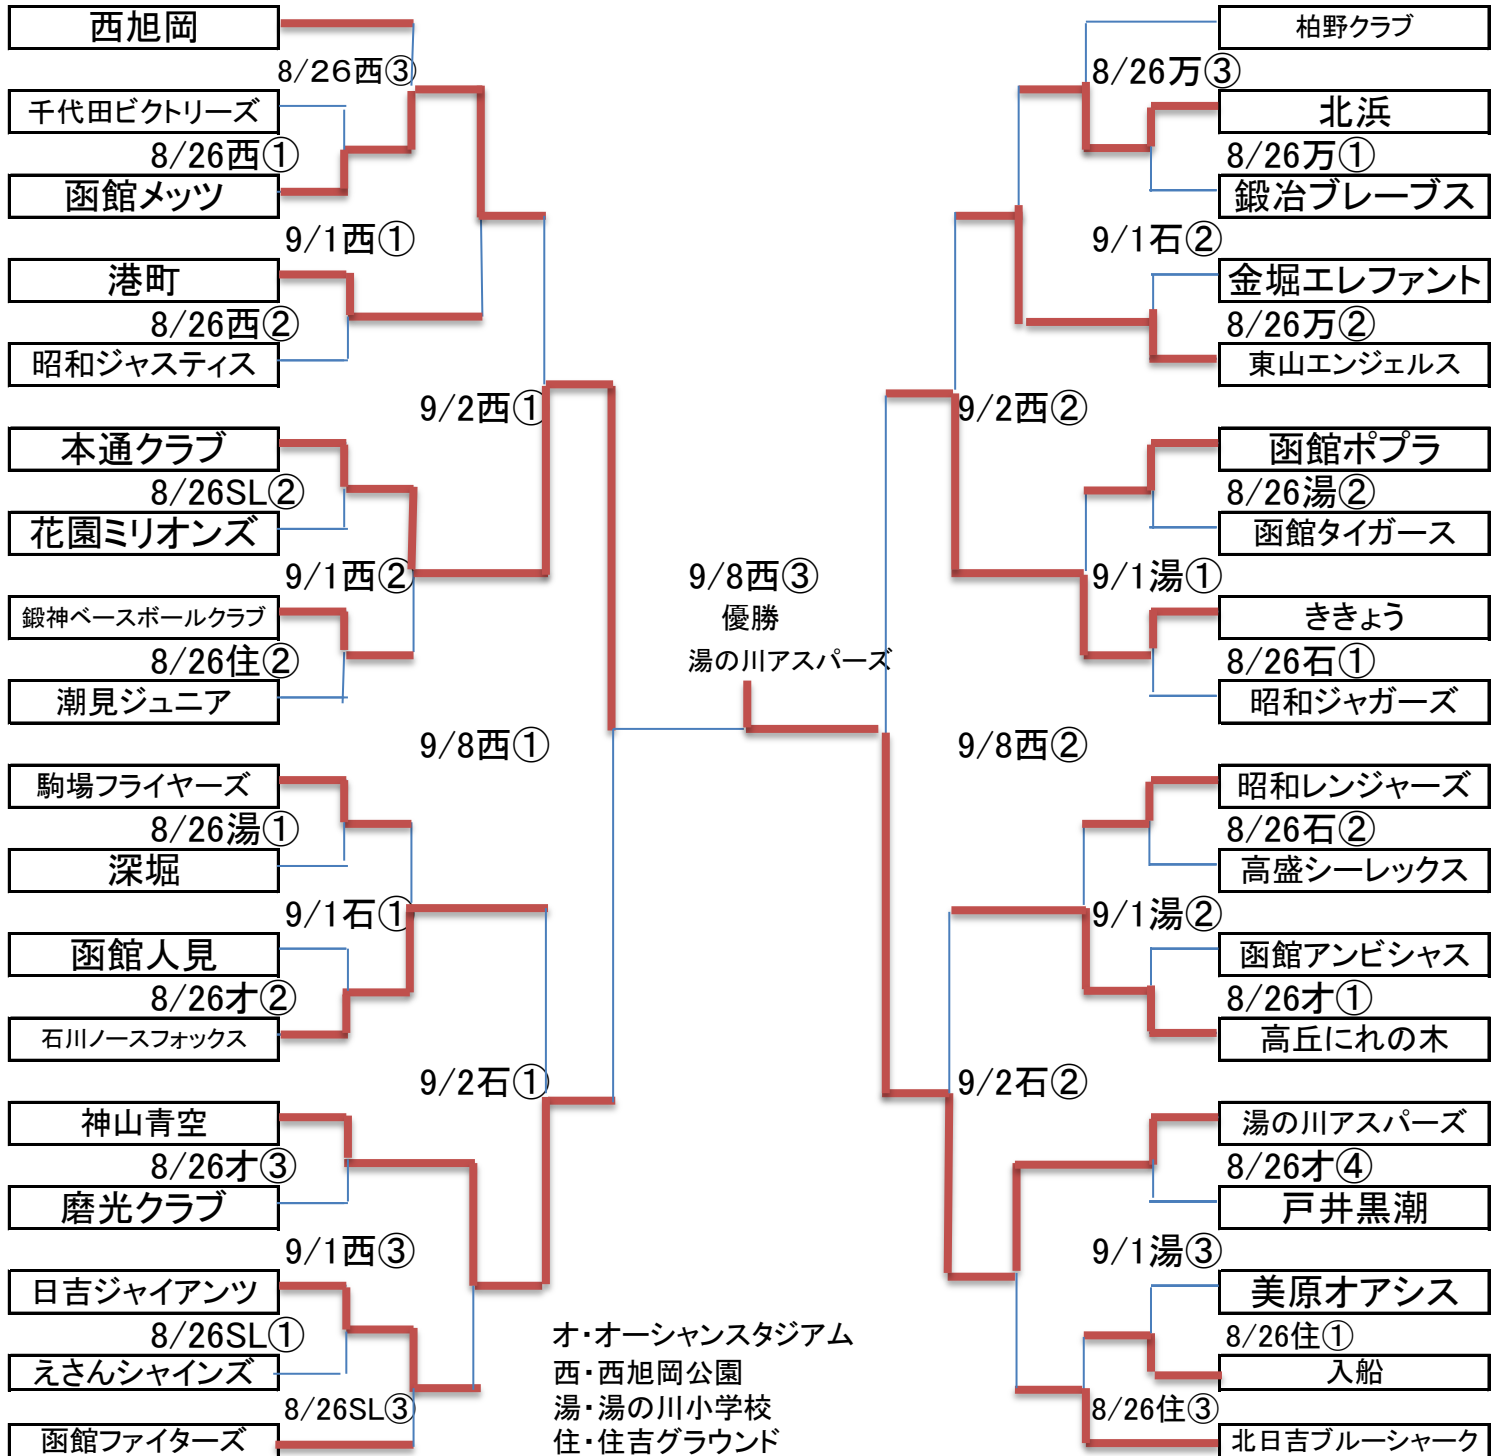 西旭岡
8/26西③
千代田ビクトリーズ
8/26西①
函館メッツ
9/1西①
港町
8/26西②
昭和ジャスティス
9/2西①
本通クラブ
8/26SL②
花園ミリオンズ
9/1西②
鍛神ベースボールクラブ
8/26住②
潮見ジュニア
9/8西①
駒場フライヤーズ
8/26湯①
深堀
9/1石①
函館人見
8/26オ②
石川ノースフォックス
9/2石①
神山青空
8/26オ③
磨光クラブ
9/1西③
日吉ジャイアンツ
8/26SL①
えさんシャインズ
8/26SL③
函館ファイターズ
9/8西③
優勝
湯の川アスパーズ
オ・オーシャンスタジアム
西・西旭岡公園
湯・湯の川小学校
住・住吉グラウンド
柏野クラブ
8/26万③
北浜
8/26万①
鍛冶ブレーブス
9/1石②
金堀エレファント
8/26万②
東山エンジェルス
9/2西②
函館ポプラ
8/26湯②
函館タイガース
9/1湯①
ききょう
8/26石①
昭和ジャガーズ
9/8西②
昭和レンジャーズ
8/26石②
高盛シーレックス
9/1湯②
函館アンビシャス
8/26オ①
高丘にれの木
9/2石②
湯の川アスパーズ
8/26オ④
戸井黒潮
9/1湯③
美原オアシス
8/26住①
入船
8/26住③
北日吉ブルーシャーク